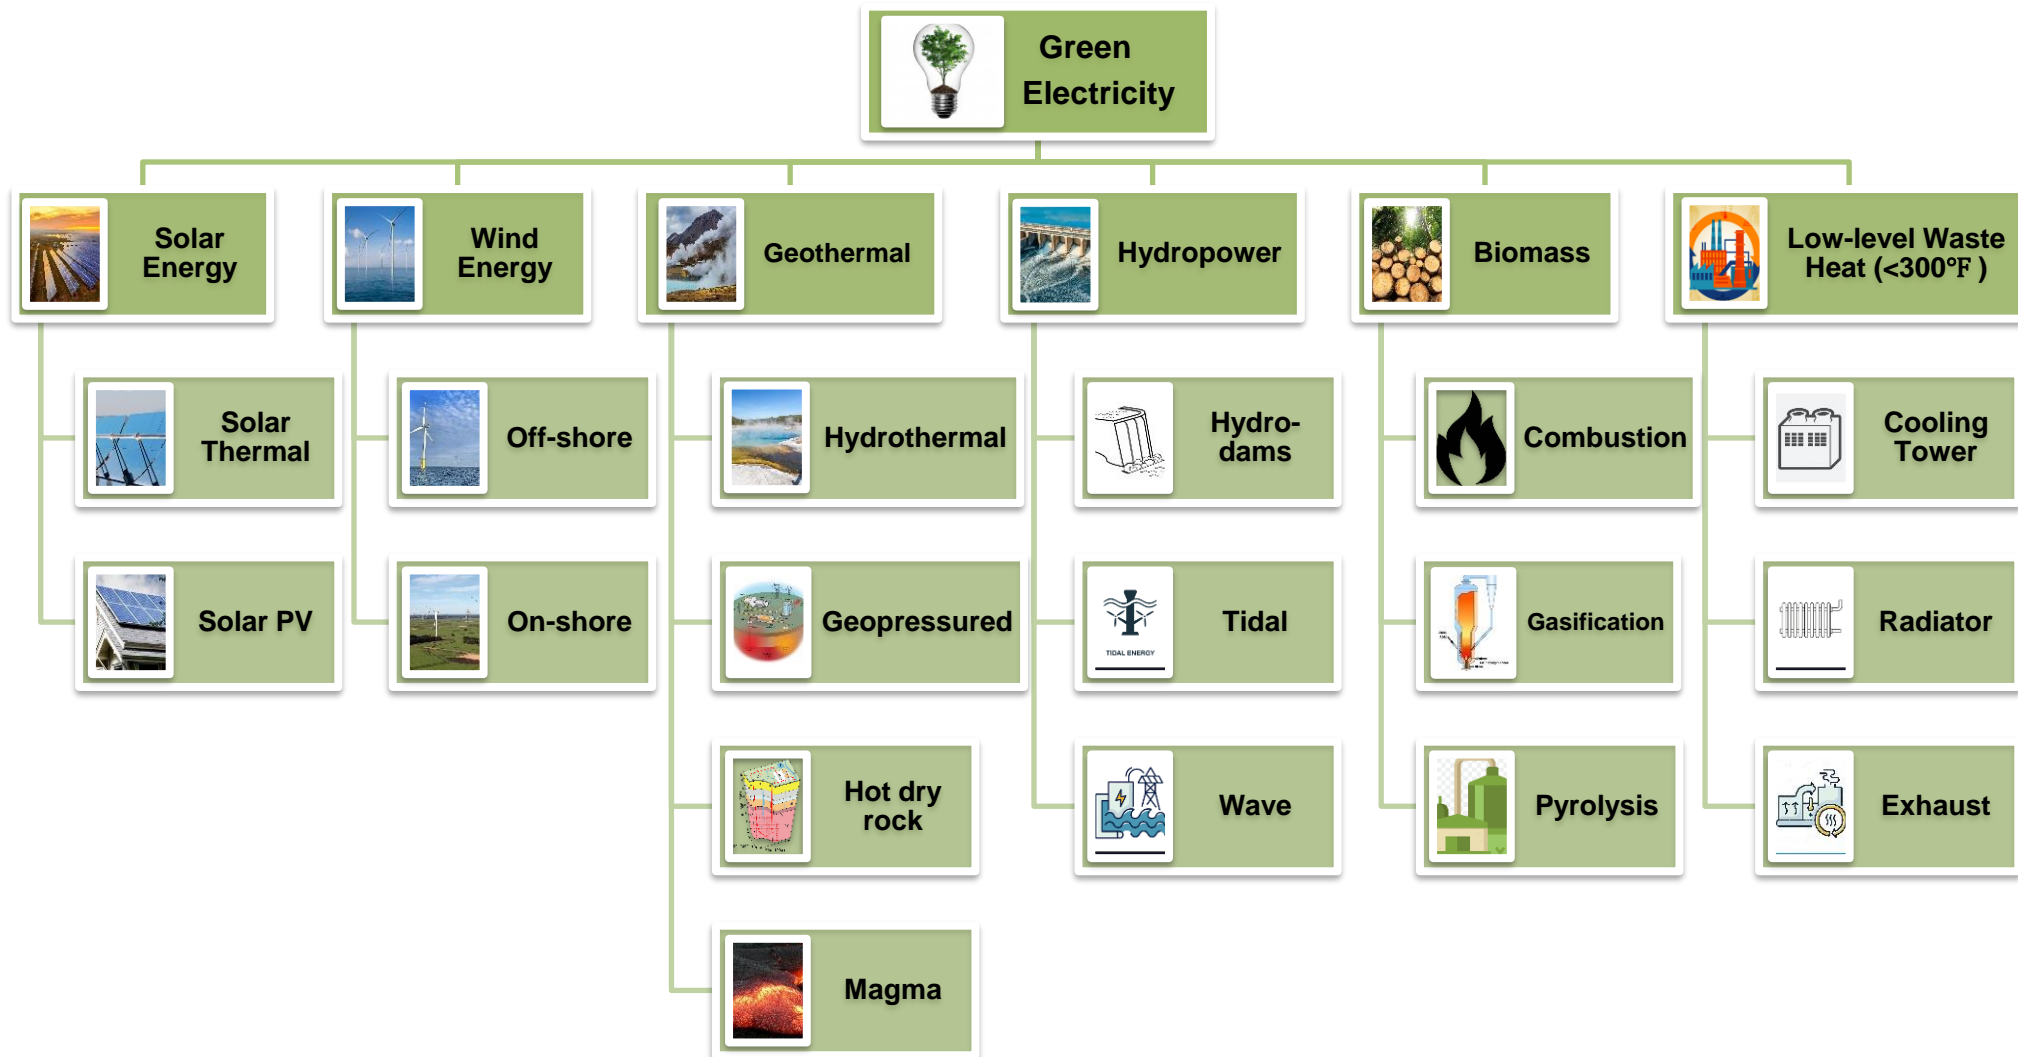 Green
Electricity
Solar
Energy
Wind
Energy
Geothermal
Hydropower
Biomass
Low-level Waste
Heat (<300°F )
Solar
Thermal
Off-shore
Hydrothermal
Hydro-
dams
Combustion
Cooling
Tower
Solar PV
On-shore
Geopressured
TIDAL ENERGY
Tidal
Gasification
Radiator
Hot dry
rock
Wave
Pyrolysis
Exhaust
Magma